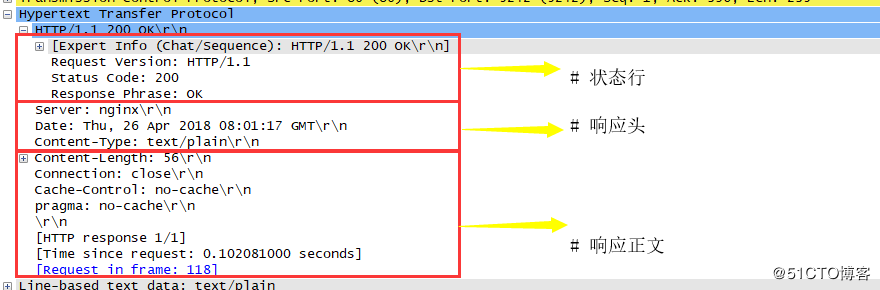 Hypertext Transfer Protocol
HTTP/1.1 200 OK\r\n
[Expert Info (Chat/Sequence): HTTP/1.1 200 OK\r\n]
Request Version: HTTP/1.1
Status Code: 200
Response Phrase: OK
# 状态行
Server: nginx\r\n
Date: Thu, 26 Apr 2018 08:01:17 GMT\r\n
Content-Type: text/plain\r\n
# 响应头
Content-Length: 56\r\n
Connection: close\r\n
Cache-Control: no-cache\r\n
pragma: no-cache\r\n
\r\n
[HTTP response 1/1]
[Time since request: 0.102081000 seconds]
[Request in frame: 118]
# 响应正文
Line-based text data: text/plain
@51CTO博客